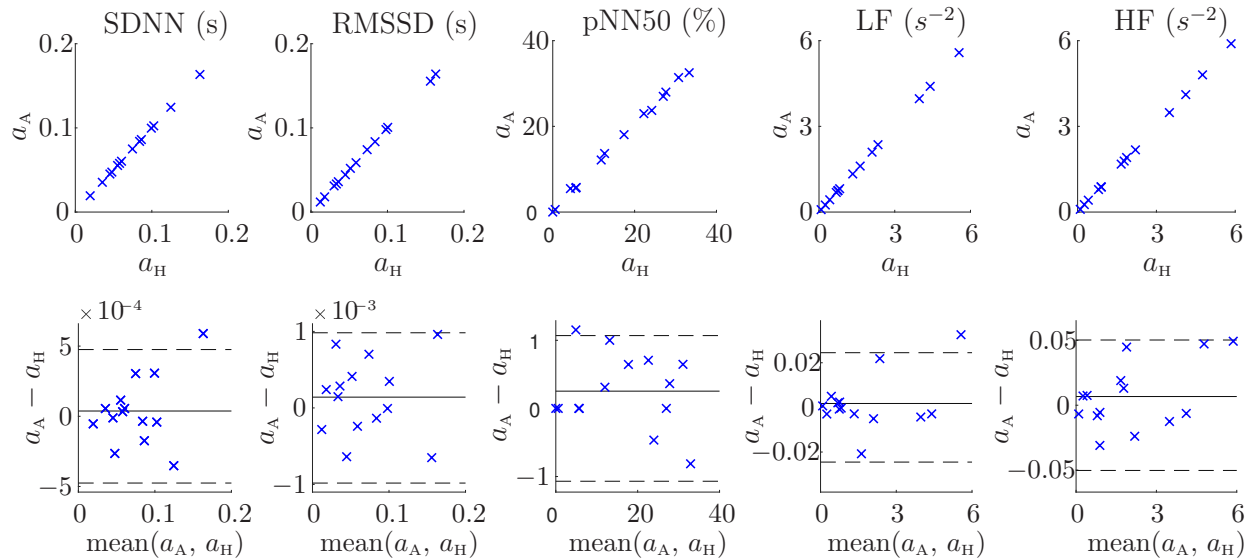 SDNN (s) RMSSD (s) pNN50 (%) LF (s⁻²) HF (s⁻²)
0.2 0.2 40 6 6
a_A a_A a_A a_A a_A
0.1 0.1 20 3 3
0 0 0 0 0
0 0.1 0.2 0 0.1 0.2 0 20 40 0 3 6 0 3 6
a_H a_H a_H a_H a_H
× 10⁻⁴ × 10⁻³
5 1 1 0.02 0.05
a_A − a_H a_A − a_H a_A − a_H a_A − a_H a_A − a_H
0 0 0 0 0
−5 −1 −1 −0.02 −0.05
0 0.1 0.2 0 0.1 0.2 0 20 40 0 3 6 0 3 6
mean(a_A, a_H) mean(a_A, a_H) mean(a_A, a_H) mean(a_A, a_H) mean(a_A, a_H)